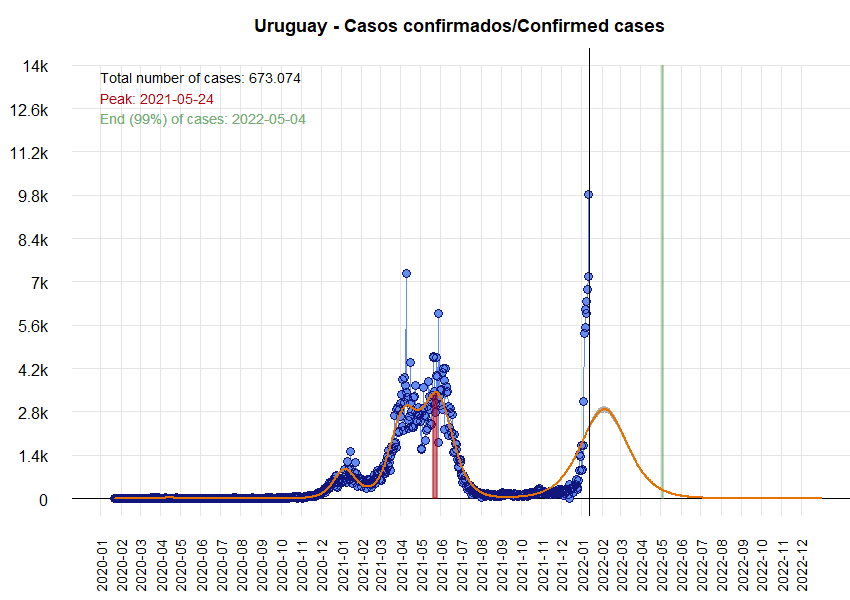 Uruguay - Casos confirmados/Confirmed cases
Total number of cases: 673.074
Peak: 2021-05-24
End (99%) of cases: 2022-05-04
14k
12.6k
11.2k
9.8k
8.4k
7k
5.6k
4.2k
2.8k
1.4k
0
2020-01
2020-02
2020-03
2020-04
2020-05
2020-06
2020-07
2020-08
2020-09
2020-10
2020-11
2020-12
2021-01
2021-02
2021-03
2021-04
2021-05
2021-06
2021-07
2021-08
2021-09
2021-10
2021-11
2021-12
2022-01
2022-02
2022-03
2022-04
2022-05
2022-06
2022-07
2022-08
2022-09
2022-10
2022-11
2022-12